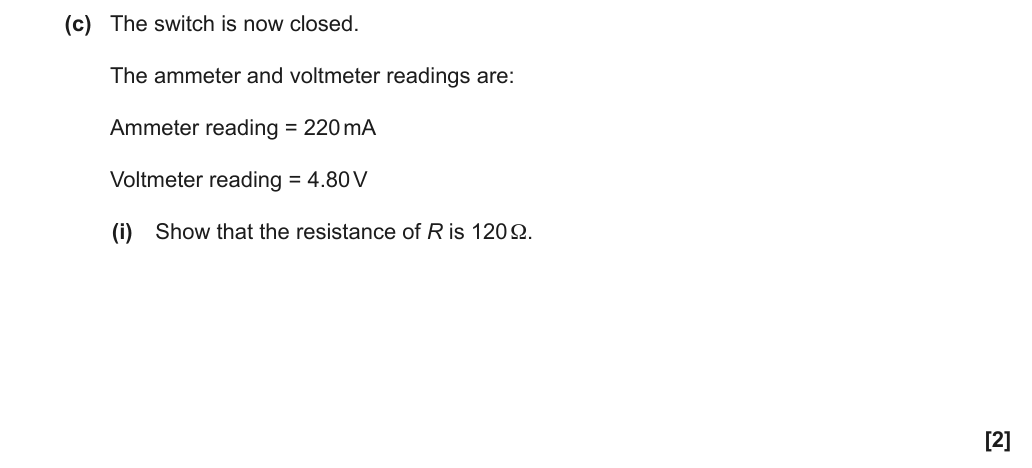 (c) The switch is now closed.
The ammeter and voltmeter readings are:
Ammeter reading = 220 mA
Voltmeter reading = 4.80 V
(i) Show that the resistance of R is 120 Ω.
[2]